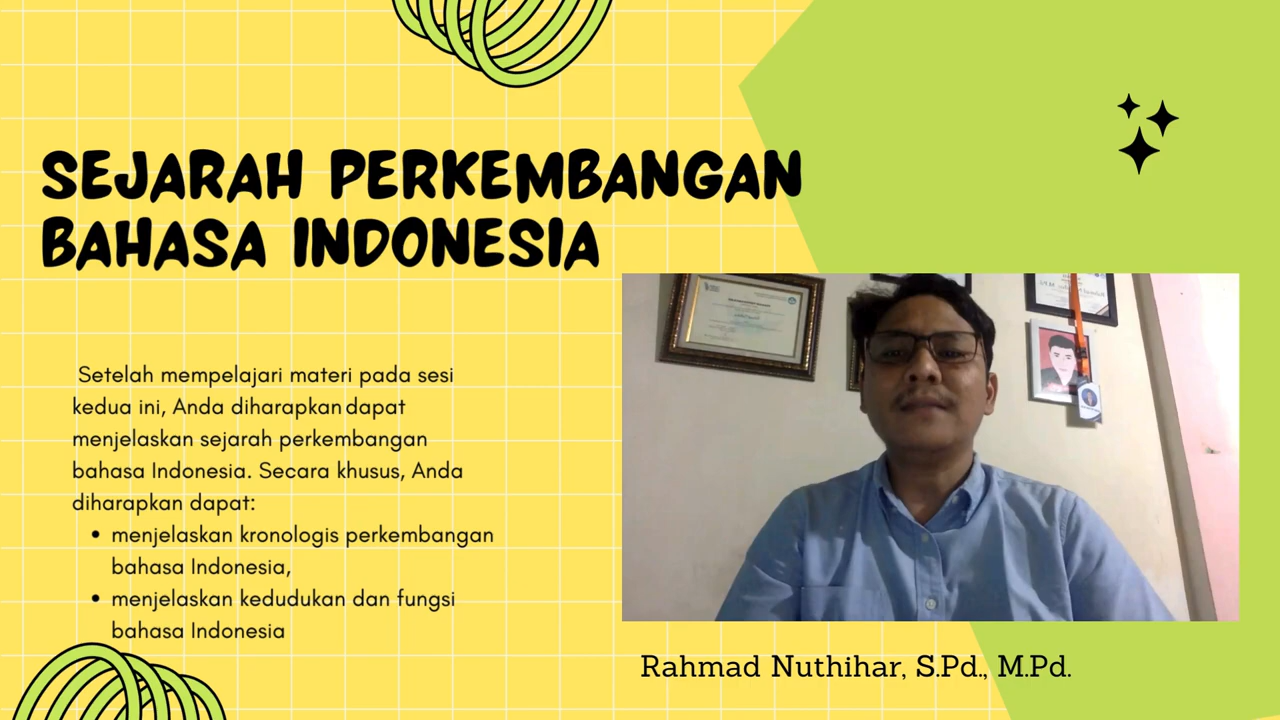 SEJARAH PERKEMBANGAN
BAHASA INDONESIA
Setelah mempelajari materi pada sesi
kedua ini, Anda diharapkan dapat
menjelaskan sejarah perkembangan
bahasa Indonesia. Secara khusus, Anda
diharapkan dapat:
• menjelaskan kronologis perkembangan
bahasa Indonesia,
• menjelaskan kedudukan dan fungsi
bahasa Indonesia
Rahmad Nuthihar, S.Pd., M.Pd.